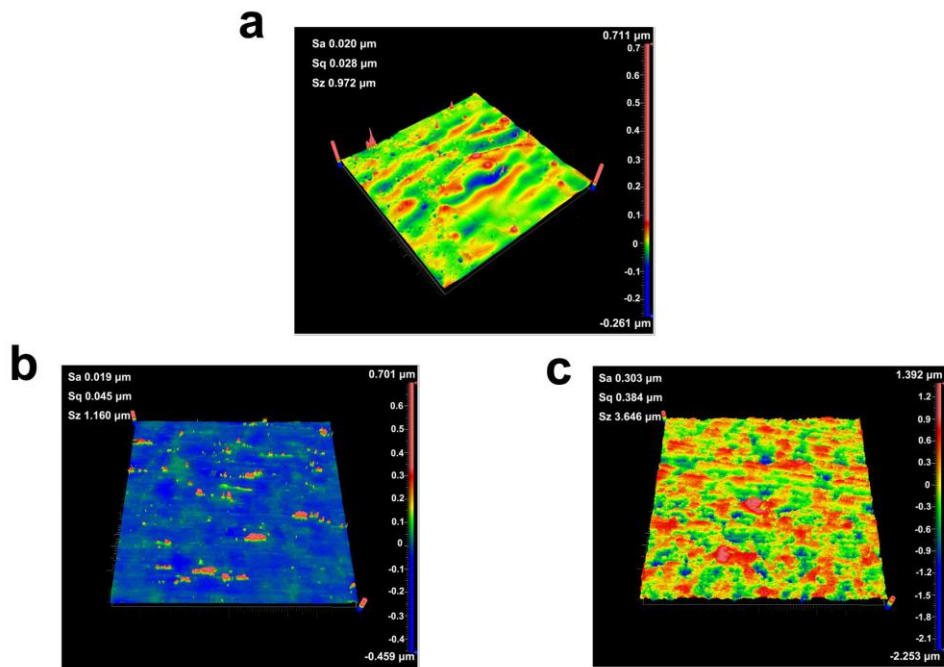 a
Sa 0.020 µm
Sq 0.028 µm
Sz 0.972 µm
0.711 µm
0.7
0.6
0.5
0.4
0.3
0.2
0.1
0
-0.1
-0.2
-0.261 µm
b
Sa 0.019 µm
Sq 0.045 µm
Sz 1.160 µm
0.701 µm
0.6
0.5
0.4
0.3
0.2
0.1
0
-0.1
-0.2
-0.3
-0.4
-0.459 µm
c
Sa 0.303 µm
Sq 0.384 µm
Sz 3.646 µm
1.392 µm
1.2
0.9
0.6
0.3
0
-0.3
-0.6
-0.9
-1.2
-1.5
-1.8
-2.1
-2.253 µm